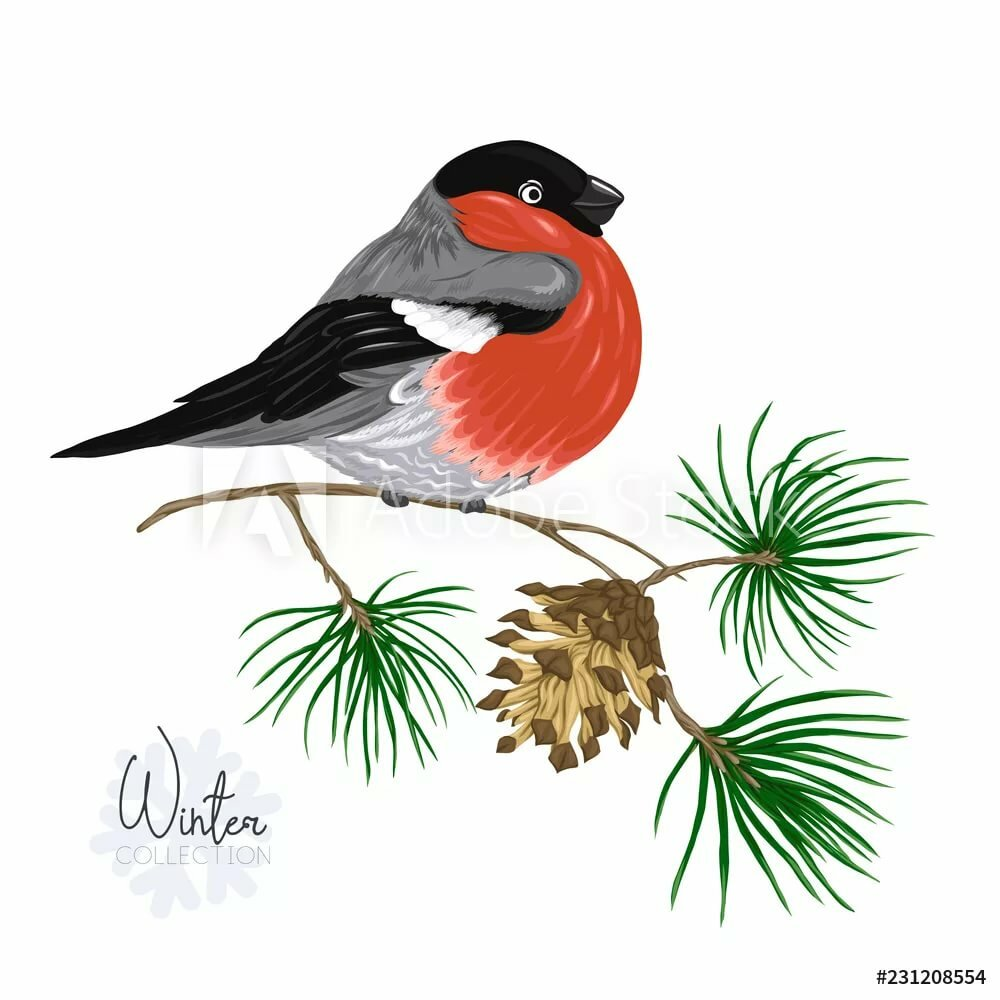 Adobe Stock
Winter
COLLECTION
#231208554